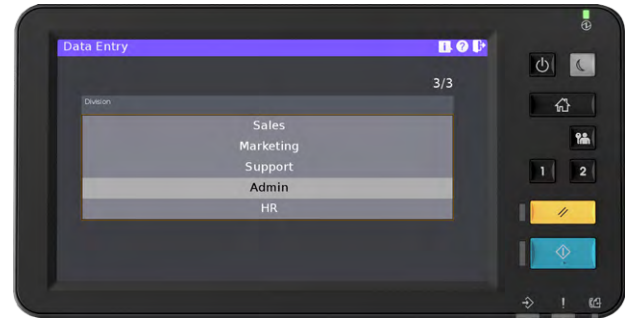 Data Entry
3/3
Division
Sales
Marketing
Support
Admin
HR
1 2